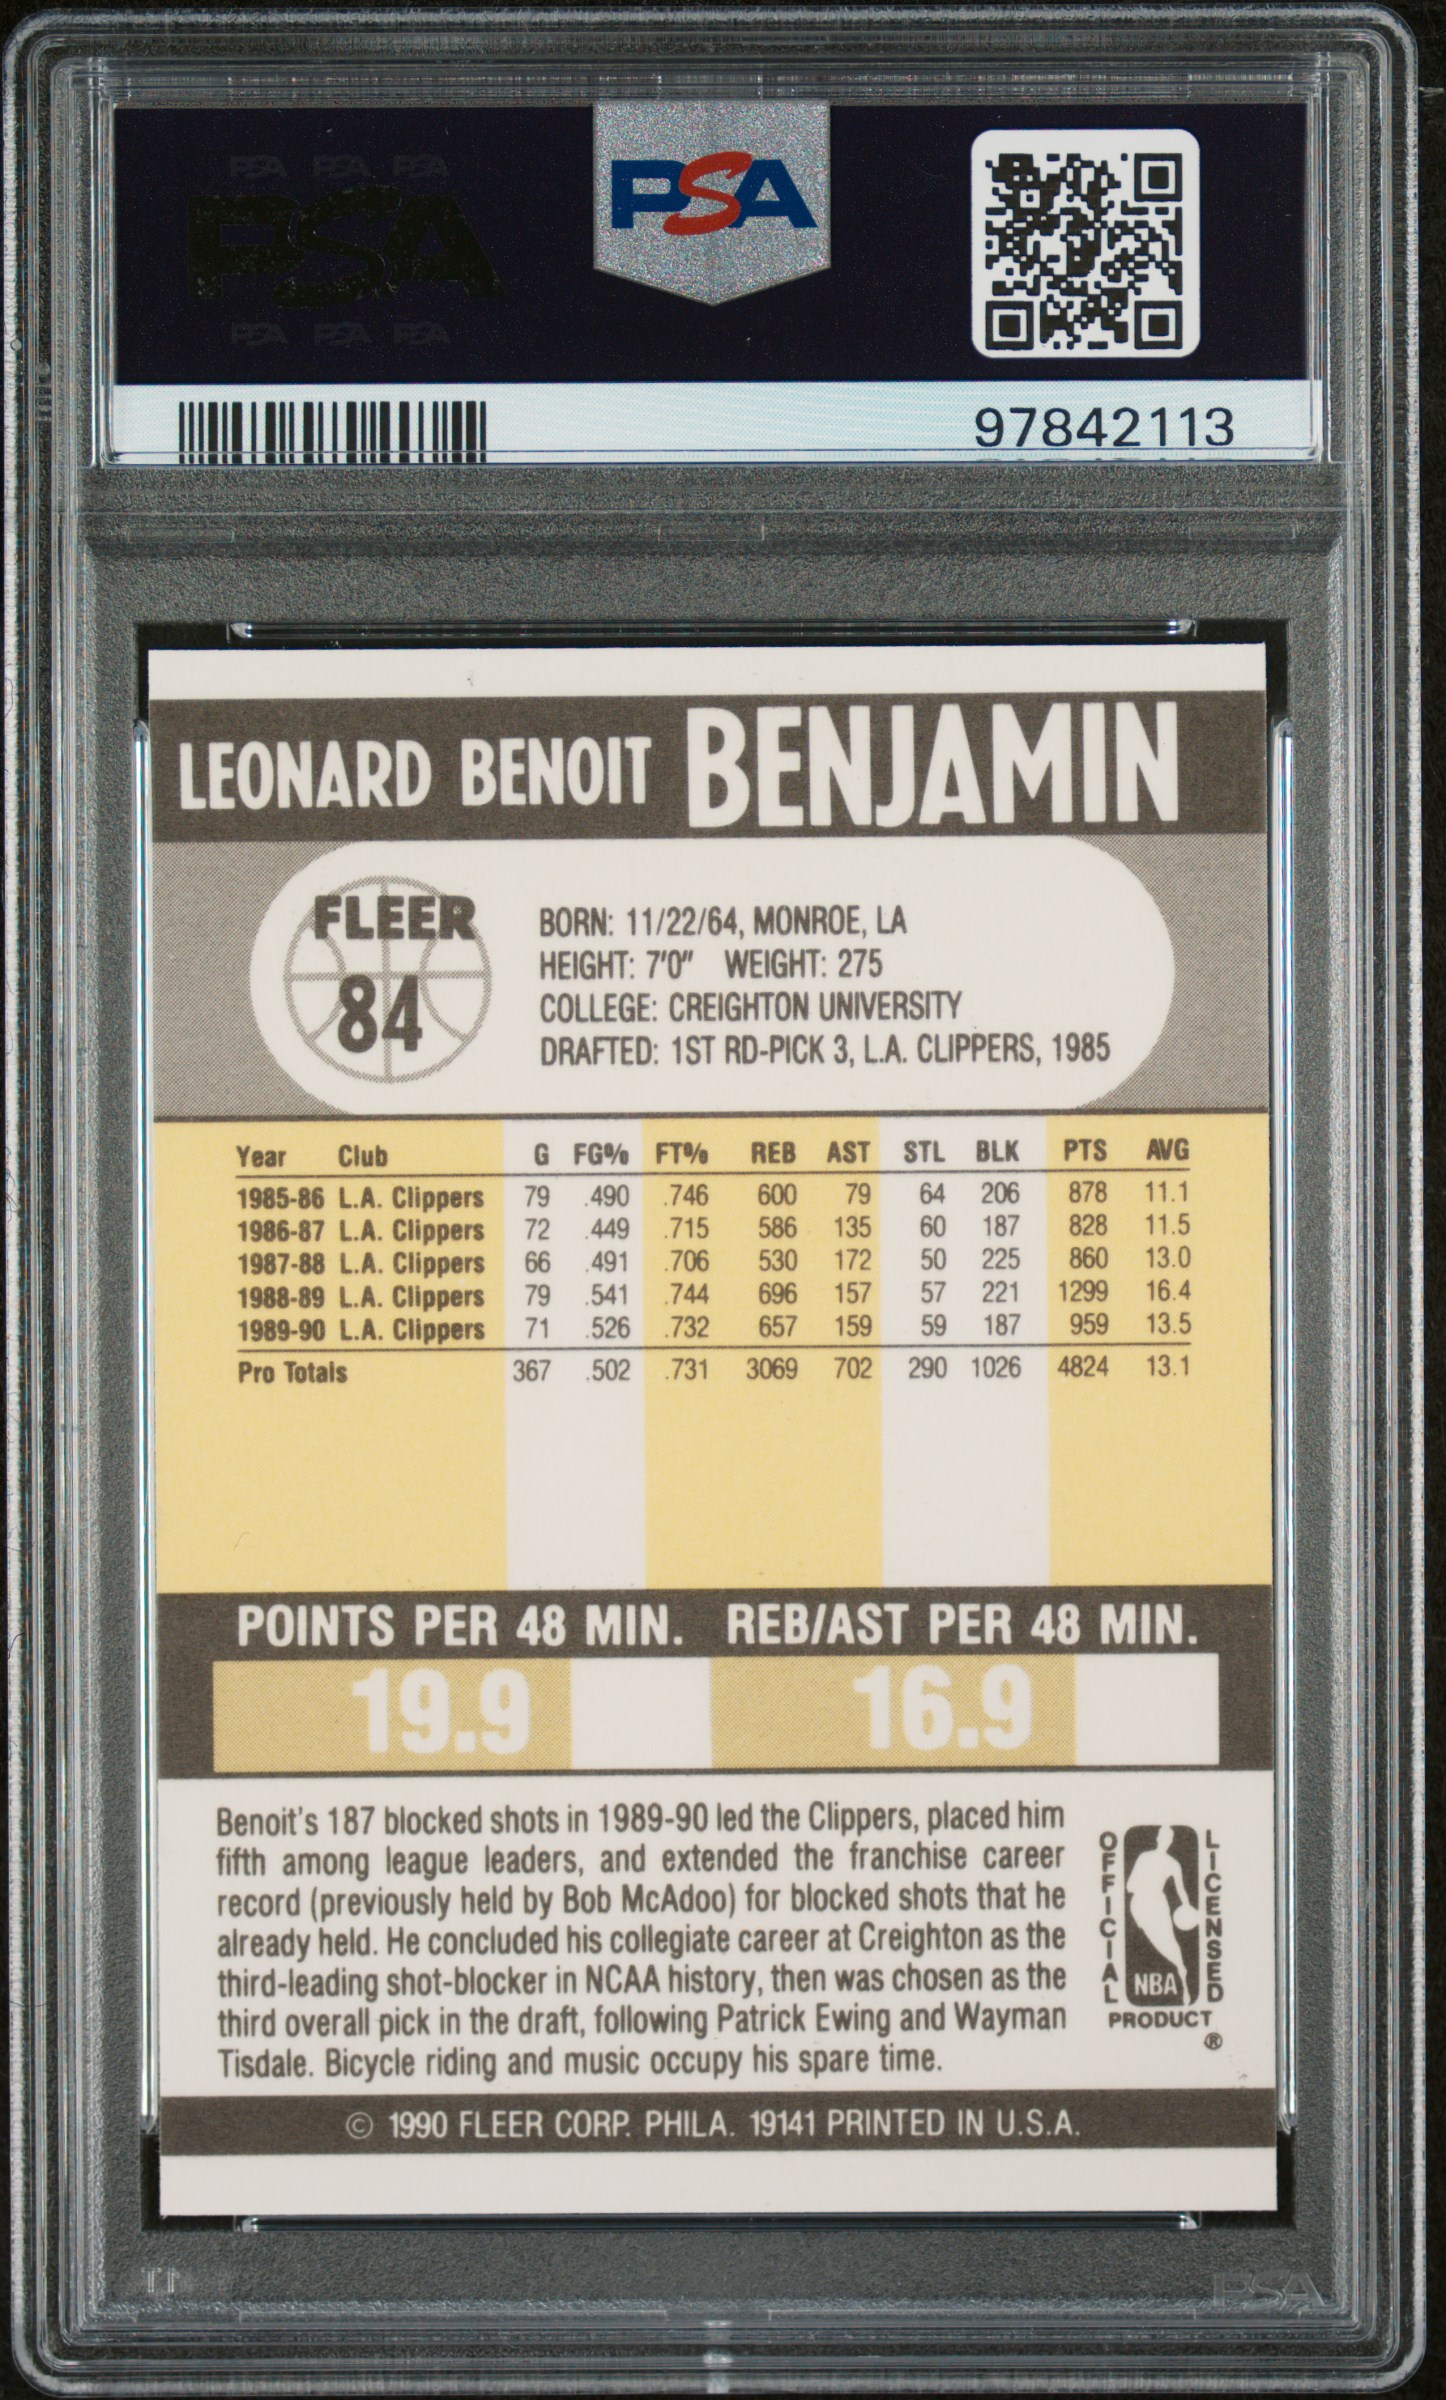 PSA PSA PSA
PSA
PSA PSA PSA
PSA
97842113
LEONARD BENOIT BENJAMIN
FLEER
84
BORN: 11/22/64, MONROE, LA
HEIGHT: 7'0" WEIGHT: 275
COLLEGE: CREIGHTON UNIVERSITY
DRAFTED: 1ST RD-PICK 3, L.A. CLIPPERS, 1985
Year Club G FG% FT% REB AST STL BLK PTS AVG
1985-86 L.A. Clippers 79 .490 .746 600 79 64 206 878 11.1
1986-87 L.A. Clippers 72 .449 .715 586 135 60 187 828 11.5
1987-88 L.A. Clippers 66 .491 .706 530 172 50 225 860 13.0
1988-89 L.A. Clippers 79 .541 .744 696 157 57 221 1299 16.4
1989-90 L.A. Clippers 71 .526 .732 657 159 59 187 959 13.5
Pro Totals 367 .502 .731 3069 702 290 1026 4824 13.1
POINTS PER 48 MIN. REB/AST PER 48 MIN.
19.9 16.9
Benoit's 187 blocked shots in 1989-90 led the Clippers, placed him
fifth among league leaders, and extended the franchise career
record (previously held by Bob McAdoo) for blocked shots that he
already held. He concluded his collegiate career at Creighton as the
third-leading shot-blocker in NCAA history, then was chosen as the
third overall pick in the draft, following Patrick Ewing and Wayman
Tisdale. Bicycle riding and music occupy his spare time.
OFFICIAL LICENSED
NBA
PRODUCT
®
© 1990 FLEER CORP. PHILA. 19141 PRINTED IN U.S.A.
PSA